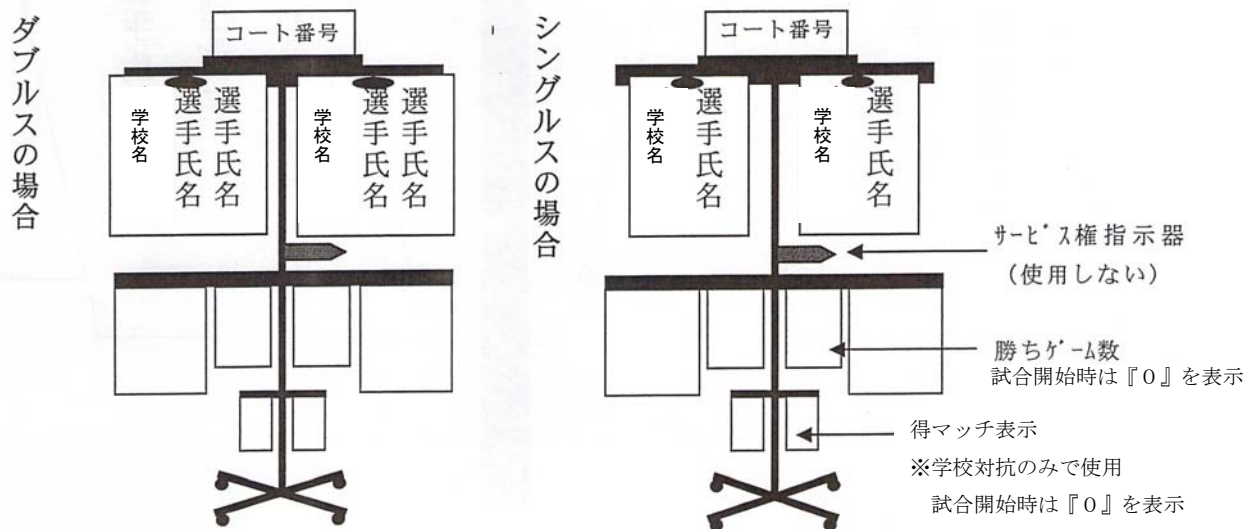 ダブルスの場合
コート番号
選手氏名
選手氏名
学校名
選手氏名
選手氏名
学校名
シングルスの場合
コート番号
選手氏名
学校名
選手氏名
学校名
サービス権指示器
（使用しない）
勝ちゲーム数
試合開始時は『０』を表示
得マッチ表示
※学校対抗のみで使用
試合開始時は『０』を表示